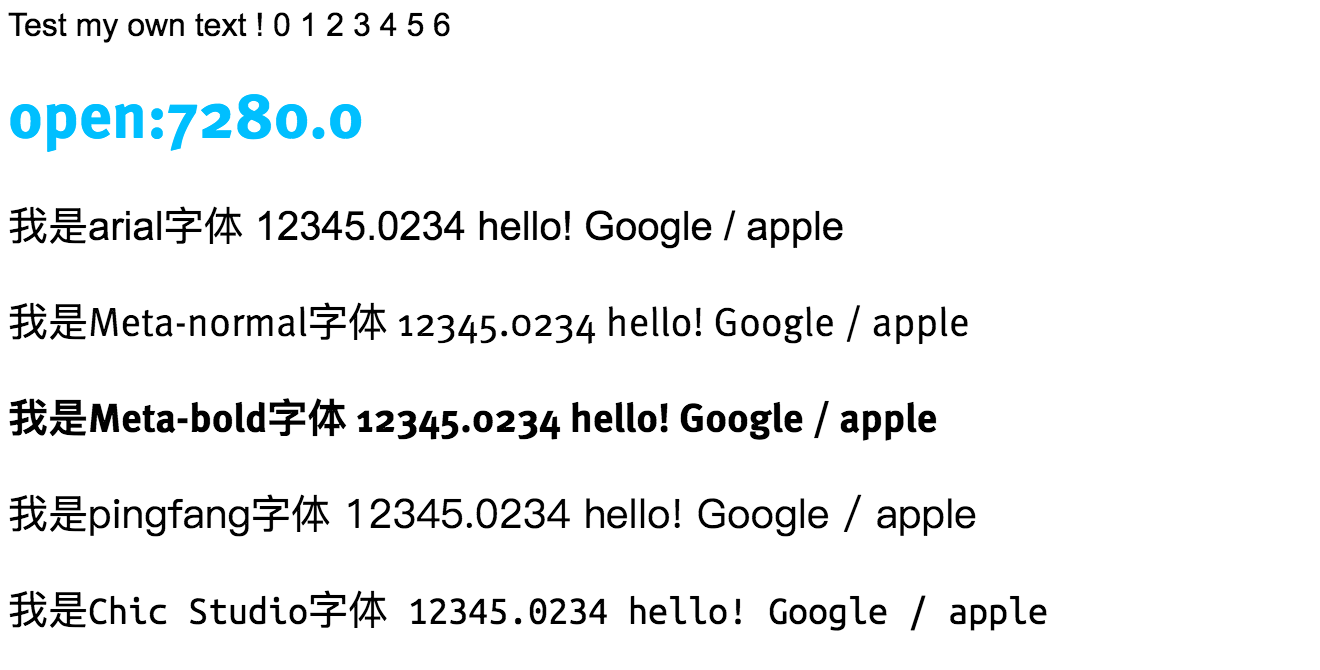 Test my own text ! 0 1 2 3 4 5 6
open:7280.0
我是arial字体 12345.0234 hello! Google / apple
我是Meta-normal字体 12345.0234 hello! Google / apple
我是Meta-bold字体 12345.0234 hello! Google / apple
我是pingfang字体 12345.0234 hello! Google / apple
我是Chic Studio字体 12345.0234 hello! Google / apple